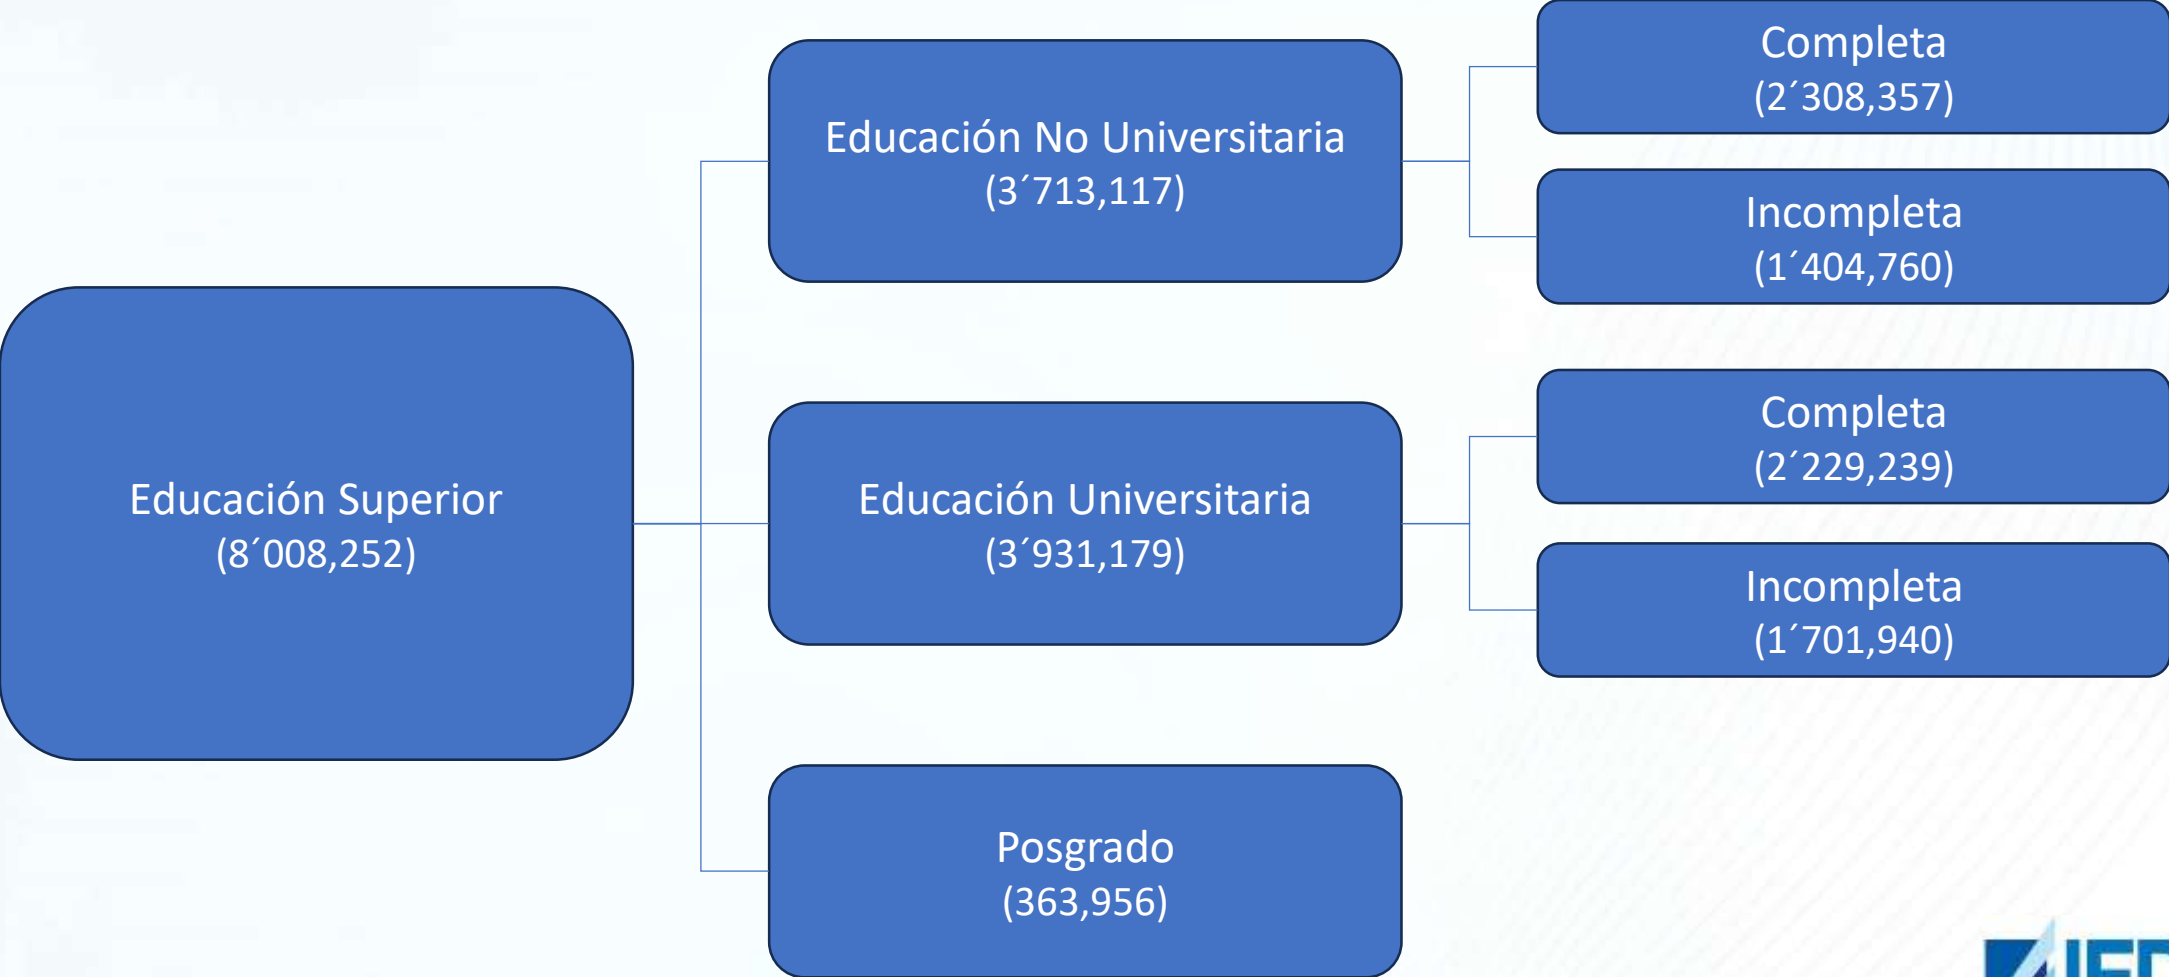 Educación Superior
(8´008,252)
Educación No Universitaria
(3´713,117)
Completa
(2´308,357)
Incompleta
(1´404,760)
Educación Universitaria
(3´931,179)
Completa
(2´229,239)
Incompleta
(1´701,940)
Posgrado
(363,956)